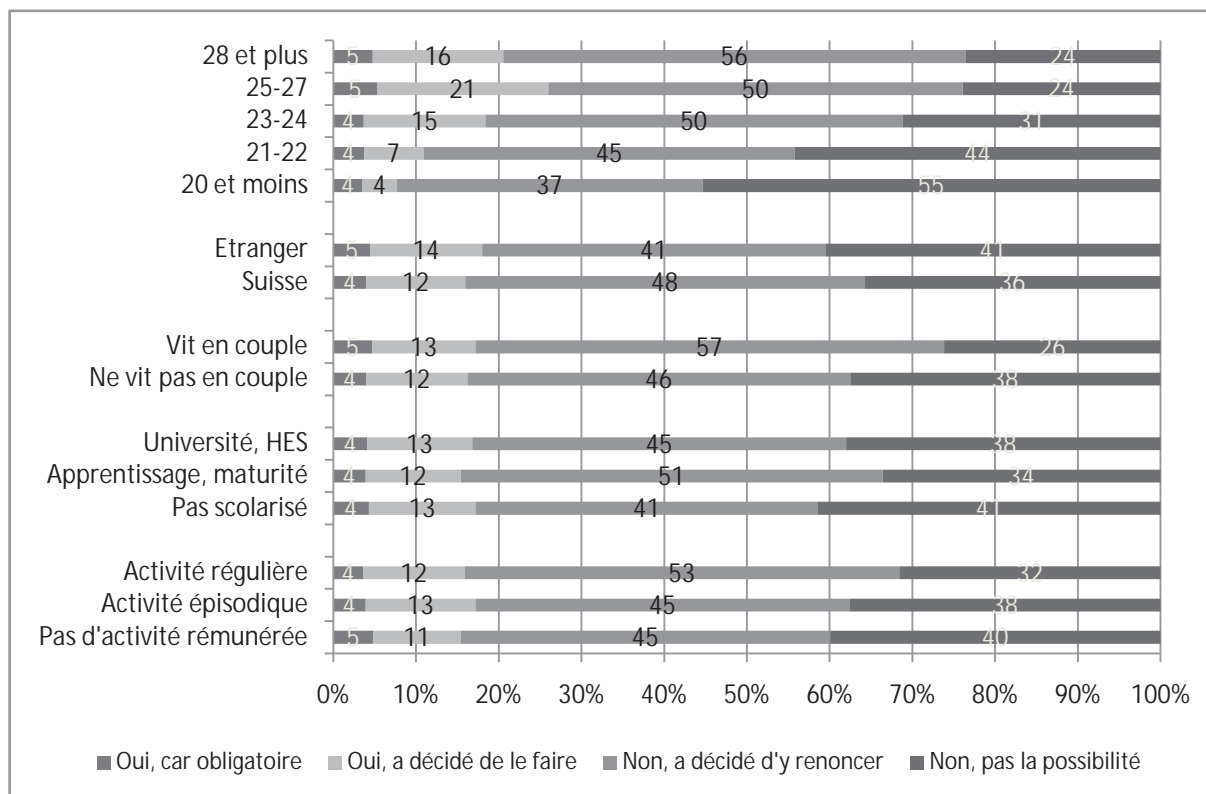 28 et plus 5 16 56 24
25-27 5 21 50 24
23-24 4 15 50 31
21-22 4 7 45 44
20 et moins 4 4 37 55
Etranger 5 14 41 41
Suisse 4 12 48 36
Vit en couple 5 13 57 26
Ne vit pas en couple 4 12 46 38
Université, HES 4 13 45 38
Apprentissage, maturité 4 12 51 34
Pas scolarisé 4 13 41 41
Activité régulière 4 12 53 32
Activité épisodique 4 13 45 38
Pas d'activité rémunérée 5 11 45 40
0% 10% 20% 30% 40% 50% 60% 70% 80% 90% 100%
Oui, car obligatoire Oui, a décidé de le faire Non, a décidé d'y renoncer Non, pas la possibilité